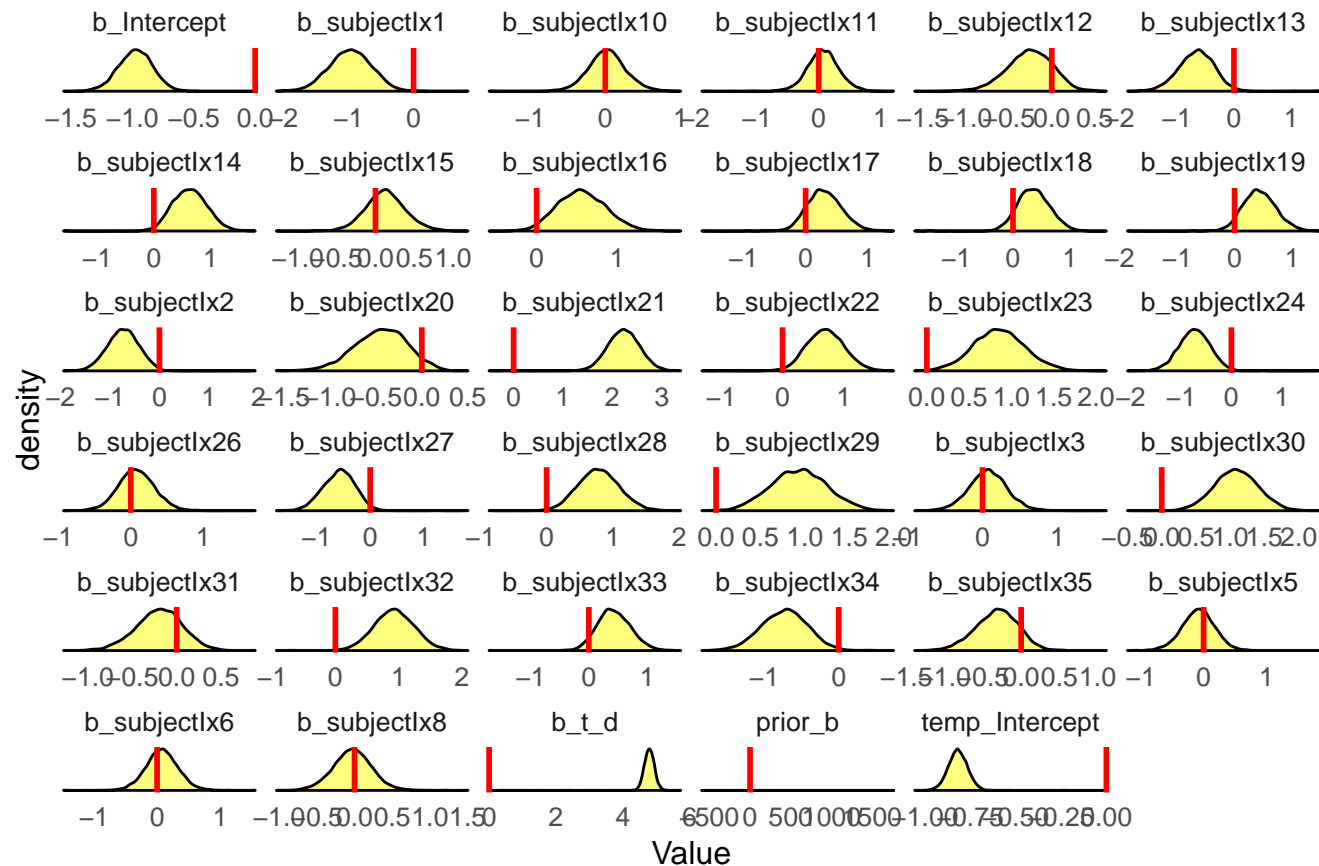 b_Intercept b_subjectIx1 b_subjectIx10 b_subjectIx11 b_subjectIx12 b_subjectIx13
−1.5 −1.0 −0.5 0.0 −2 −1 0 −1 0 1 −2 −1 0 1 −1.5 −1.0 −0.5 0.0 0.5 −2 −1 0 1
b_subjectIx14 b_subjectIx15 b_subjectIx16 b_subjectIx17 b_subjectIx18 b_subjectIx19
−1 0 1 −1.0 −0.5 0.0 0.5 1.0 0 1 −1 0 1 −1 0 1 −2 −1 0 1
b_subjectIx2 b_subjectIx20 b_subjectIx21 b_subjectIx22 b_subjectIx23 b_subjectIx24
−2 −1 0 1 2 −1.5 −1.0 −0.5 0.0 0.5 0 1 2 3 −1 0 1 0.0 0.5 1.0 1.5 2.0 −2 −1 0 1
density
b_subjectIx26 b_subjectIx27 b_subjectIx28 b_subjectIx29 b_subjectIx3 b_subjectIx30
−1 0 1 −1 0 1 0 1 2 0.0 0.5 1.0 1.5 2.0 −1 0 1 −0.5 0.0 0.5 1.0 1.5 2.0
b_subjectIx31 b_subjectIx32 b_subjectIx33 b_subjectIx34 b_subjectIx35 b_subjectIx5
−1.0 −0.5 0.0 0.5 −1 0 1 2 −1 0 1 −1 0 −1.5 −1.0 −0.5 0.0 0.5 1.0 −1 0 1
b_subjectIx6 b_subjectIx8 b_t_d prior_b temp_Intercept
−1 0 1 −1.0 −0.5 0.0 0.5 1.0 1.5 0 2 4 −500 0 500 1000 1500 −1.00 −0.75 −0.50 −0.25 0.00
Value